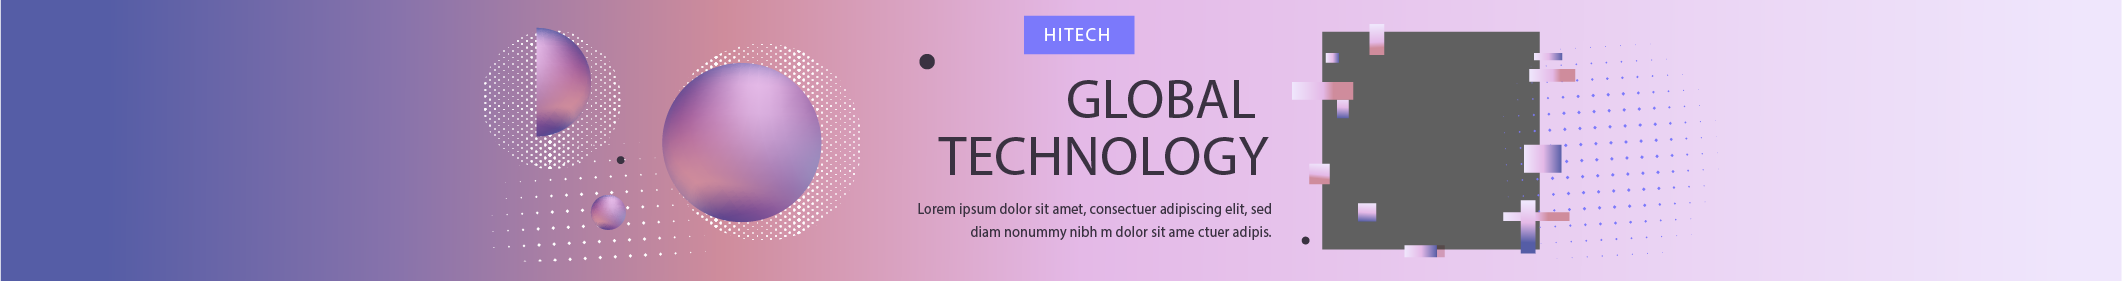 HITECH
GLOBAL
TECHNOLOGY
Lorem ipsum dolor sit amet, consectuer adipiscing elit, sed
diam nonummy nibh m dolor sit ame ctuer adipis.